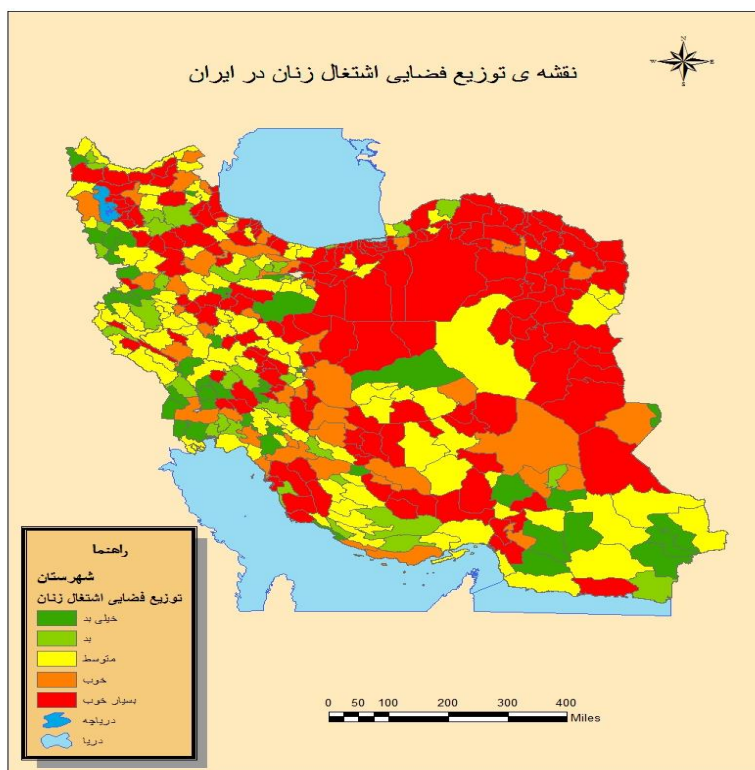 نقشه ی توزیع فضایی اشتغال زنان در ایران
N
W E
S
راهنما
شهرستان
توزیع فضایی اشتغال زنان
خیلی بد
بد
متوسط
خوب
بسیار خوب
دریاچه
دریا
0 50 100 200 300 400
Miles